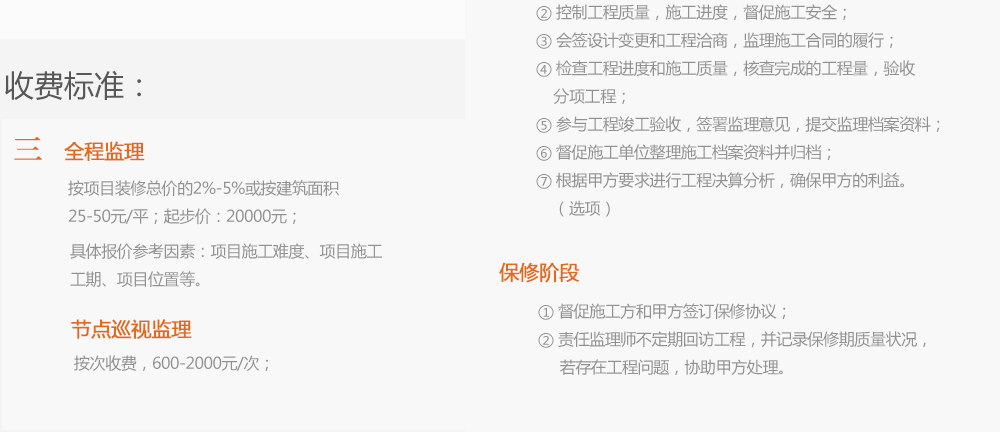 收费标准：
三 全程监理
按项目装修总价的2%-5%或按建筑面积
25-50元/平；起步价：20000元；
具体报价参考因素：项目施工难度、项目施工
工期、项目位置等。
节点巡视监理
按次收费，600-2000元/次；
② 控制工程质量，施工进度，督促施工安全；
③ 会签设计变更和工程洽商，监理施工合同的履行；
④ 检查工程进度和施工质量，核查完成的工程量，验收
分项工程；
⑤ 参与工程竣工验收，签署监理意见，提交监理档案资料；
⑥ 督促施工单位整理施工档案资料并归档；
⑦ 根据甲方要求进行工程决算分析，确保甲方的利益。
（选项）
保修阶段
① 督促施工方和甲方签订保修协议；
② 责任监理师不定期回访工程，并记录保修期质量状况，
若存在工程问题，协助甲方处理。